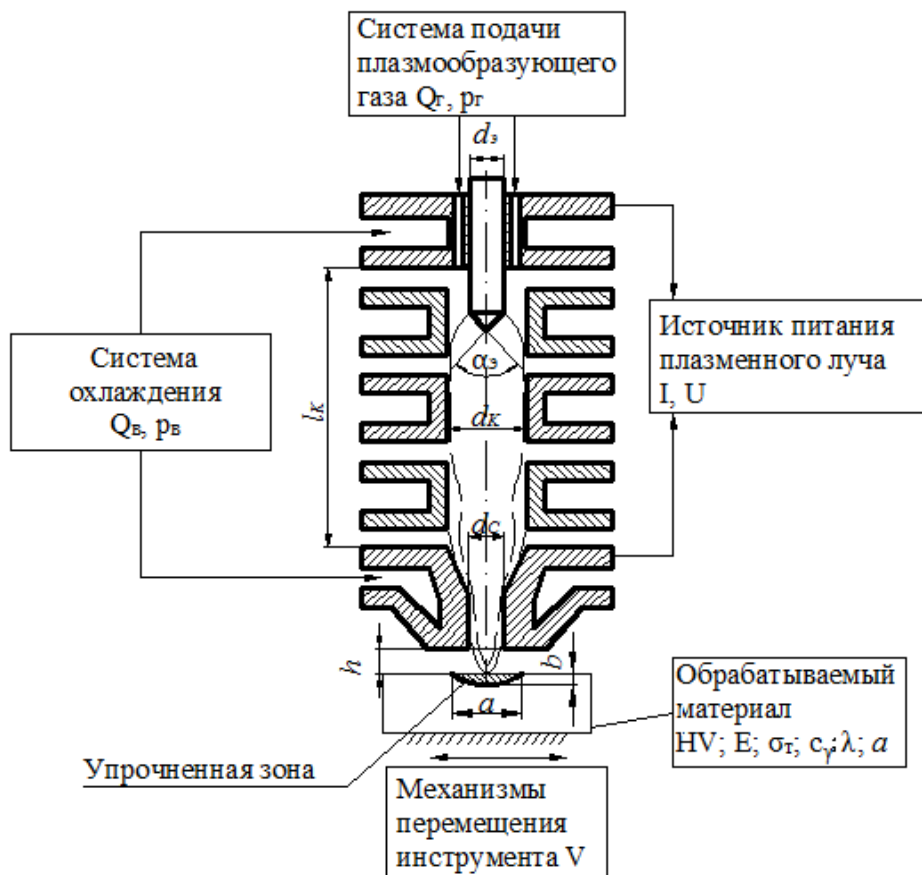 Система подачи
плазмообразующего
газа Qг, pг
dэ
Система
охлаждения
Qв, pв
Источник питания
плазменного луча
I, U
lк
αэ
dк
dс
h
b
a
Обрабатываемый
материал
HV; E; σт; cγ; λ; a
Упрочненная зона
Механизмы
перемещения
инструмента V